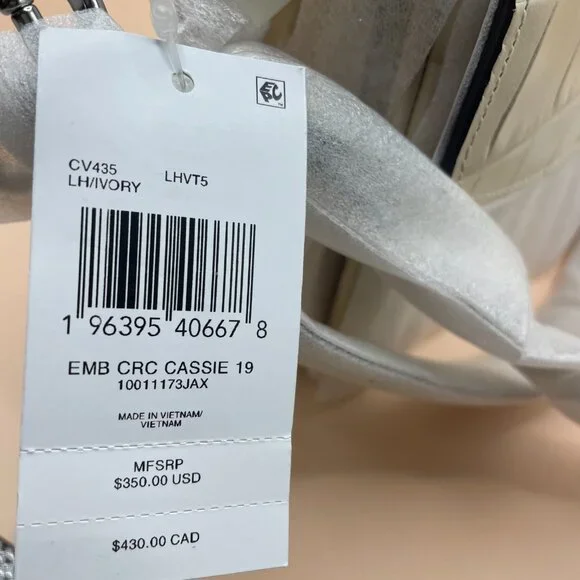 EPC
CV435 LHVT5
LH/IVORY
1 96395 40667 8
EMB CRC CASSIE 19
10011173JAX
MADE IN VIETNAM/
VIETNAM
MFSRP
$350.00 USD
$430.00 CAD